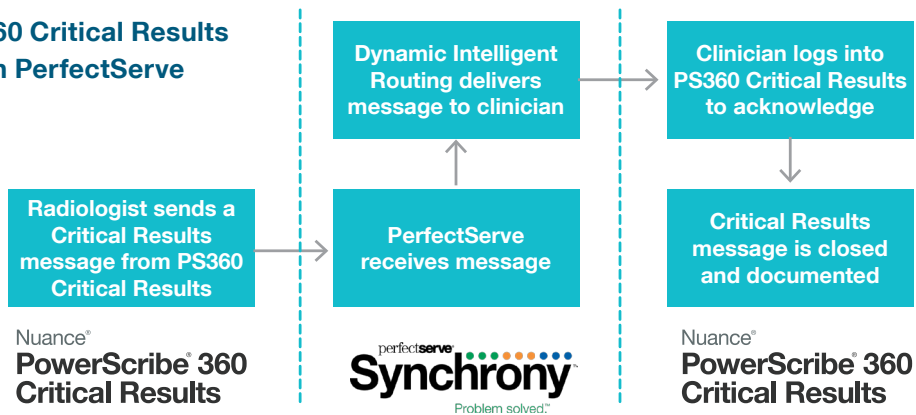 60 Critical Results
PerfectServe
Radiologist sends a
Critical Results
message from PS360
Critical Results
Nuance®
PowerScribe® 360
Critical Results
Dynamic Intelligent
Routing delivers
message to clinician
PerfectServe
receives message
perfectserve®
Synchrony™
Problem solved.™
Clinician logs into
PS360 Critical Results
to acknowledge
Critical Results
message is closed
and documented
Nuance®
PowerScribe® 360
Critical Results